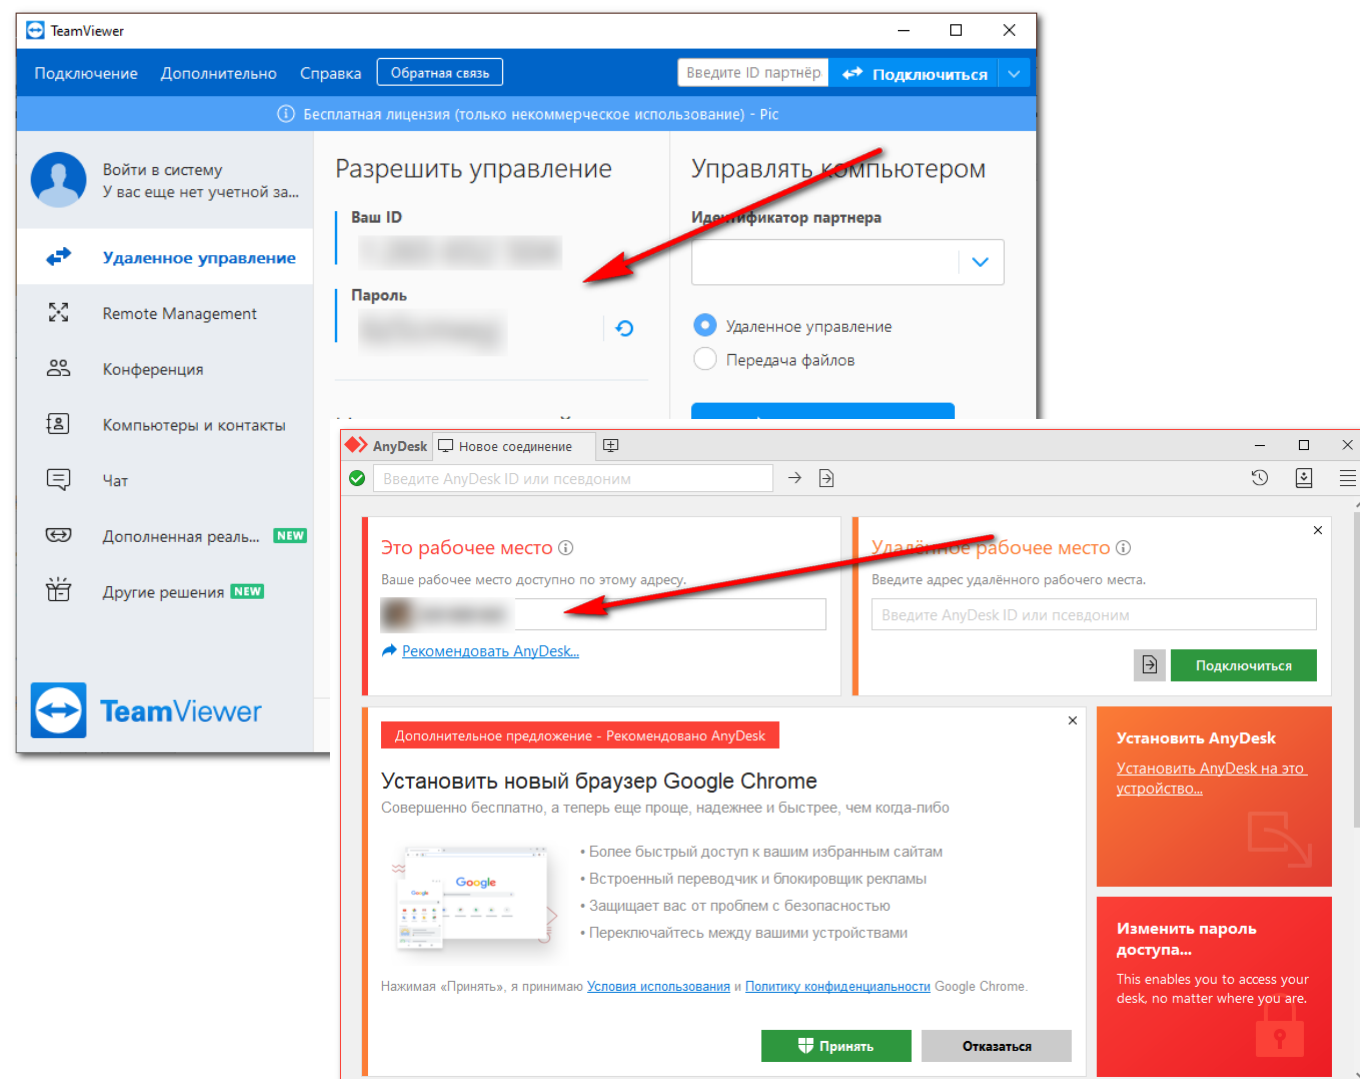 TeamViewer
Подключение Дополнительно Справка Обратная связь Введите ID партнёр Подключиться
Бесплатная лицензия (только некоммерческое использование) - Pic
Войти в систему
У вас еще нет учетной за...
Удаленное управление
Remote Management
Конференция
Компьютеры и контакты
Чат
Дополненная реаль... NEW
Другие решения NEW
TeamViewer
Разрешить управление
Ваш ID
Пароль
Управлять компьютером
Идентификатор партнера
Удаленное управление
Передача файлов
AnyDesk Новое соединение
Введите AnyDesk ID или псевдоним
Это рабочее место
Ваше рабочее место доступно по этому адресу.
Рекомендовать AnyDesk...
Удалённое рабочее место
Введите адрес удалённого рабочего места.
Введите AnyDesk ID или псевдоним
Подключиться
Дополнительное предложение - Рекомендовано AnyDesk
Установить новый браузер Google Chrome
Совершенно бесплатно, а теперь еще проще, надежнее и быстрее, чем когда-либо
Google
• Более быстрый доступ к вашим избранным сайтам
• Встроенный переводчик и блокировщик рекламы
• Защищает вас от проблем с безопасностью
• Переключайтесь между вашими устройствами
Нажимая «Принять», я принимаю Условия использования и Политику конфиденциальности Google Chrome.
Принять
Отказаться
Установить AnyDesk
Установить AnyDesk на это
устройство...
Изменить пароль
доступа...
This enables you to access your
desk, no matter where you are.